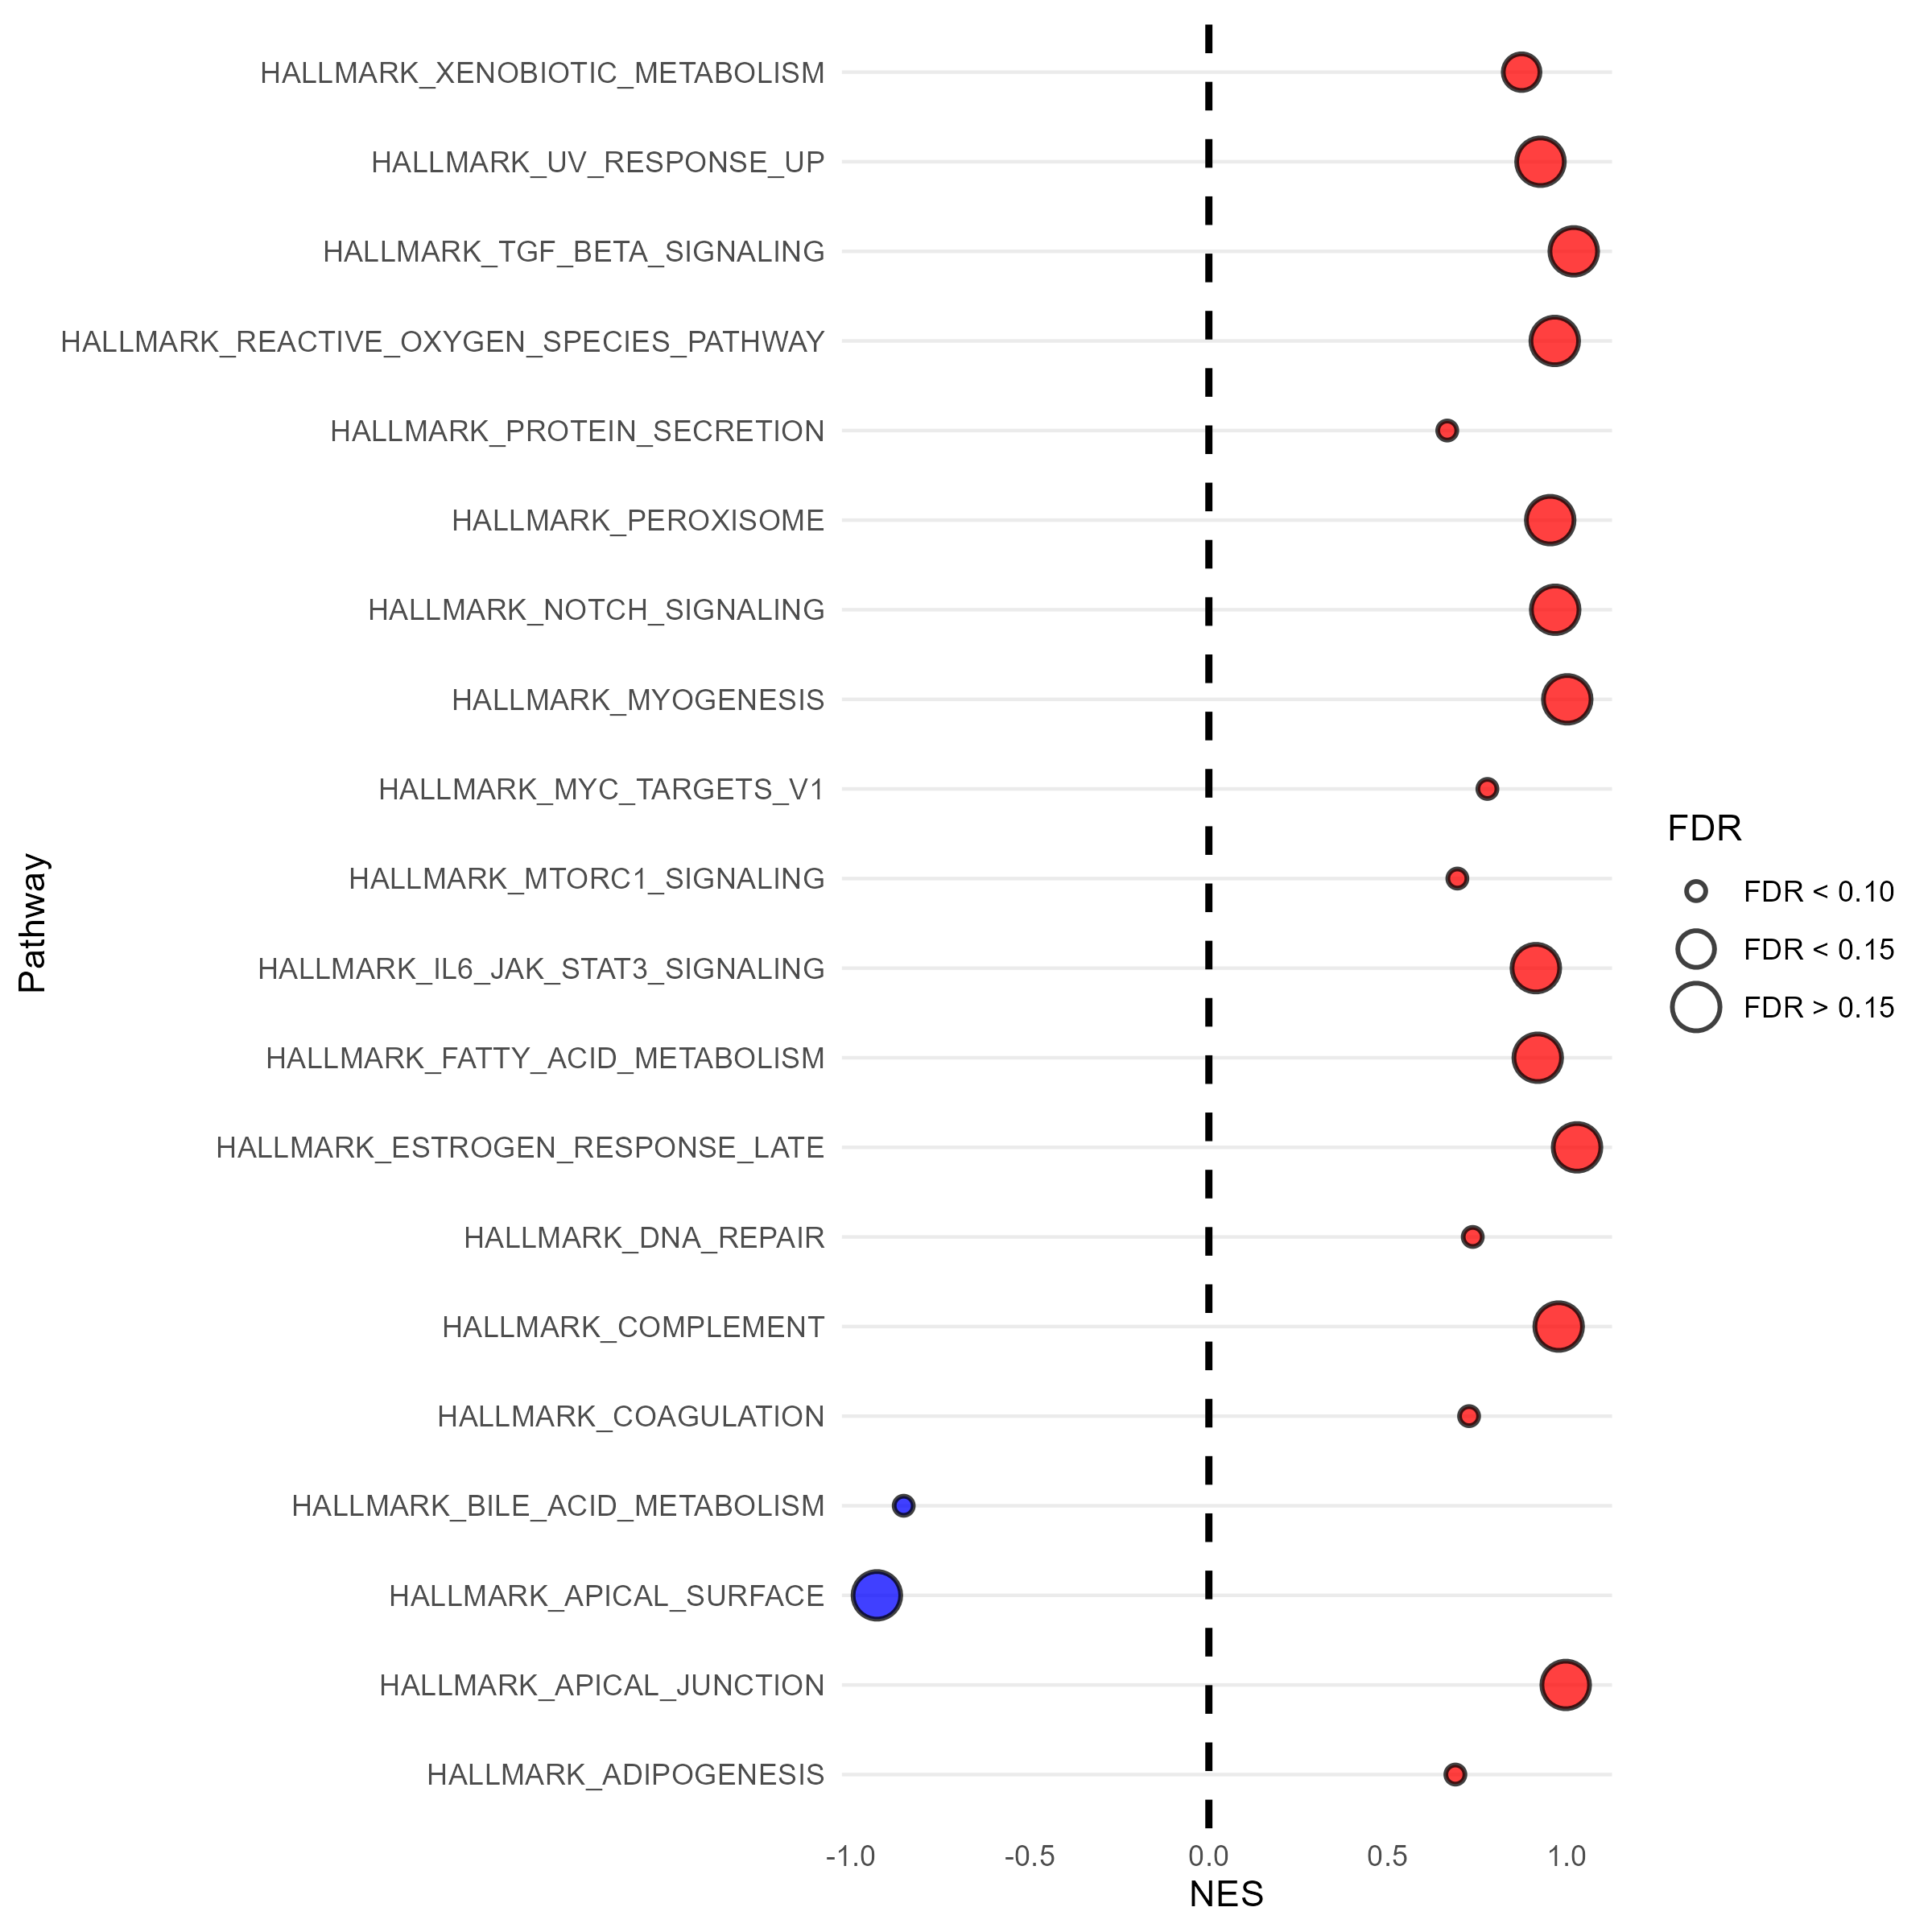 HALLMARK_XENOBIOTIC_METABOLISM
HALLMARK_UV_RESPONSE_UP
HALLMARK_TGF_BETA_SIGNALING
HALLMARK_REACTIVE_OXYGEN_SPECIES_PATHWAY
HALLMARK_PROTEIN_SECRETION
HALLMARK_PEROXISOME
HALLMARK_NOTCH_SIGNALING
HALLMARK_MYOGENESIS
HALLMARK_MYC_TARGETS_V1
HALLMARK_MTORC1_SIGNALING
HALLMARK_IL6_JAK_STAT3_SIGNALING
HALLMARK_FATTY_ACID_METABOLISM
HALLMARK_ESTROGEN_RESPONSE_LATE
HALLMARK_DNA_REPAIR
HALLMARK_COMPLEMENT
HALLMARK_COAGULATION
HALLMARK_BILE_ACID_METABOLISM
HALLMARK_APICAL_SURFACE
HALLMARK_APICAL_JUNCTION
HALLMARK_ADIPOGENESIS
Pathway
-1.0 -0.5 0.0 0.5 1.0
NES
FDR
FDR < 0.10
FDR < 0.15
FDR > 0.15